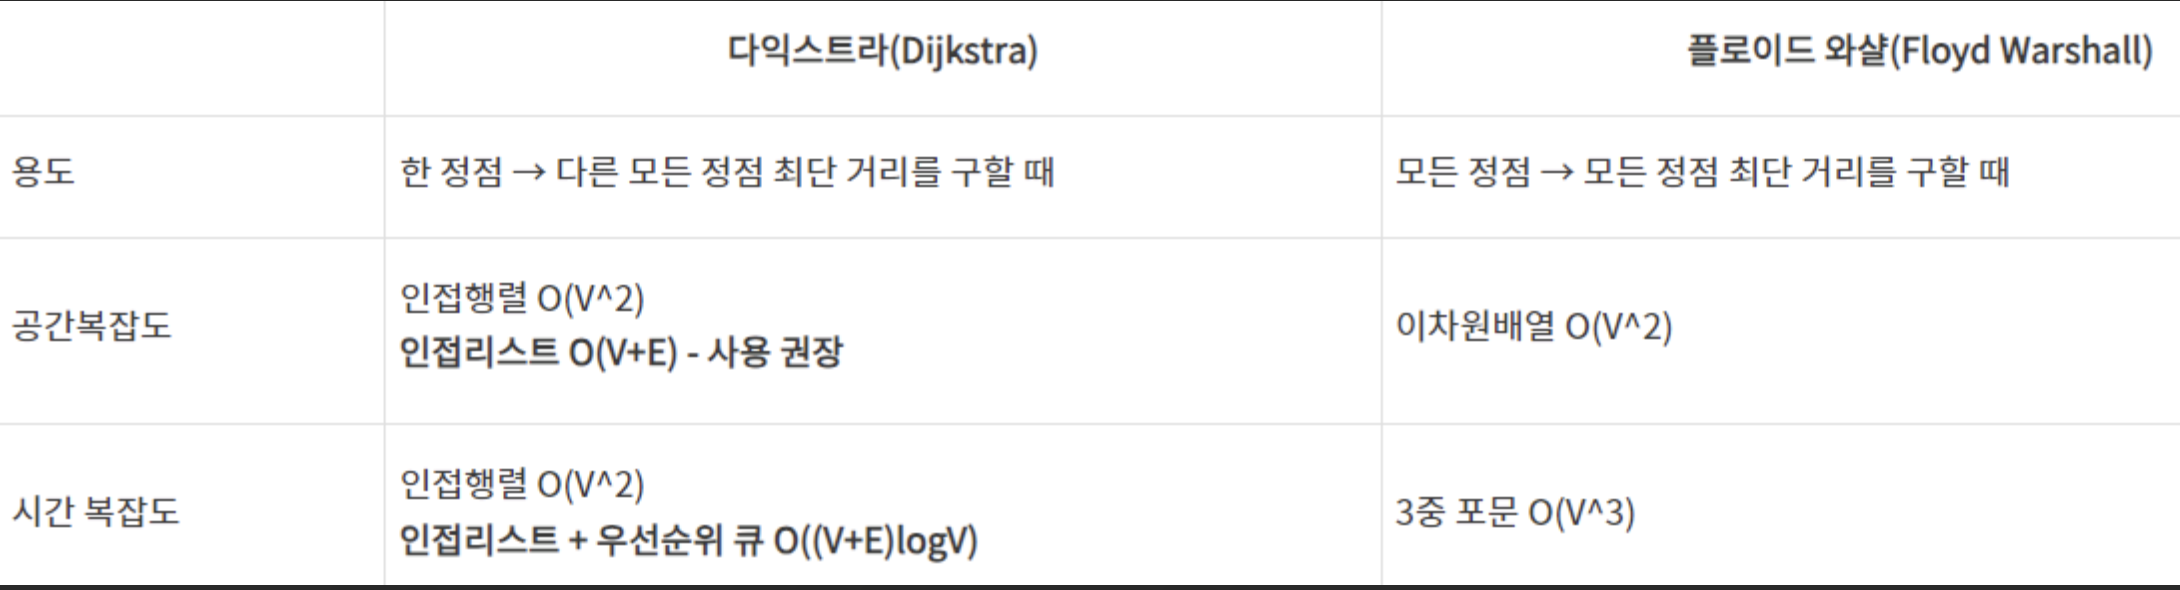 다익스트라(Dijkstra)
플로이드 와샬(Floyd Warshall)
용도
한 정점 → 다른 모든 정점 최단 거리를 구할 때
모든 정점 → 모든 정점 최단 거리를 구할 때
공간복잡도
인접행렬 O(V^2)
인접리스트 O(V+E) - 사용 권장
이차원배열 O(V^2)
시간 복잡도
인접행렬 O(V^2)
인접리스트 + 우선순위 큐 O((V+E)logV)
3중 포문 O(V^3)